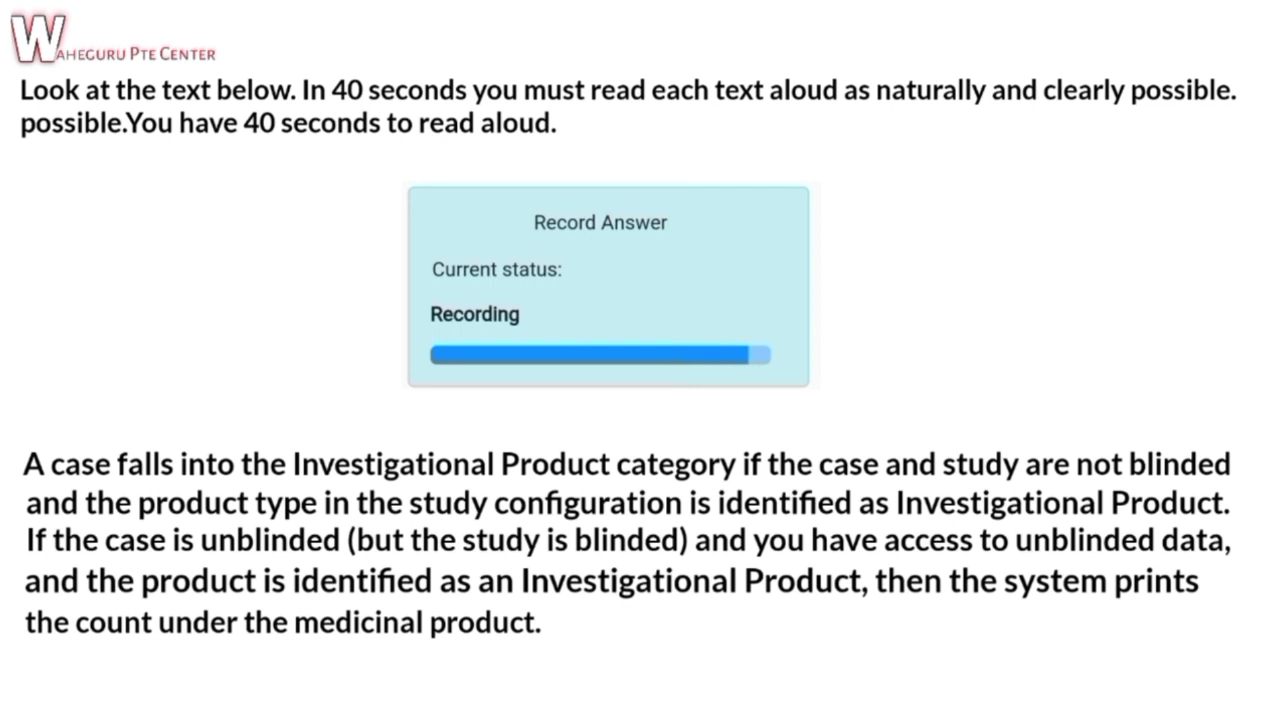 WAHEGURU PTE CENTER
Look at the text below. In 40 seconds you must read each text aloud as naturally and clearly possible.
possible.You have 40 seconds to read aloud.
Record Answer
Current status:
Recording
A case falls into the Investigational Product category if the case and study are not blinded
and the product type in the study configuration is identified as Investigational Product.
If the case is unblinded (but the study is blinded) and you have access to unblinded data,
and the product is identified as an Investigational Product, then the system prints
the count under the medicinal product.